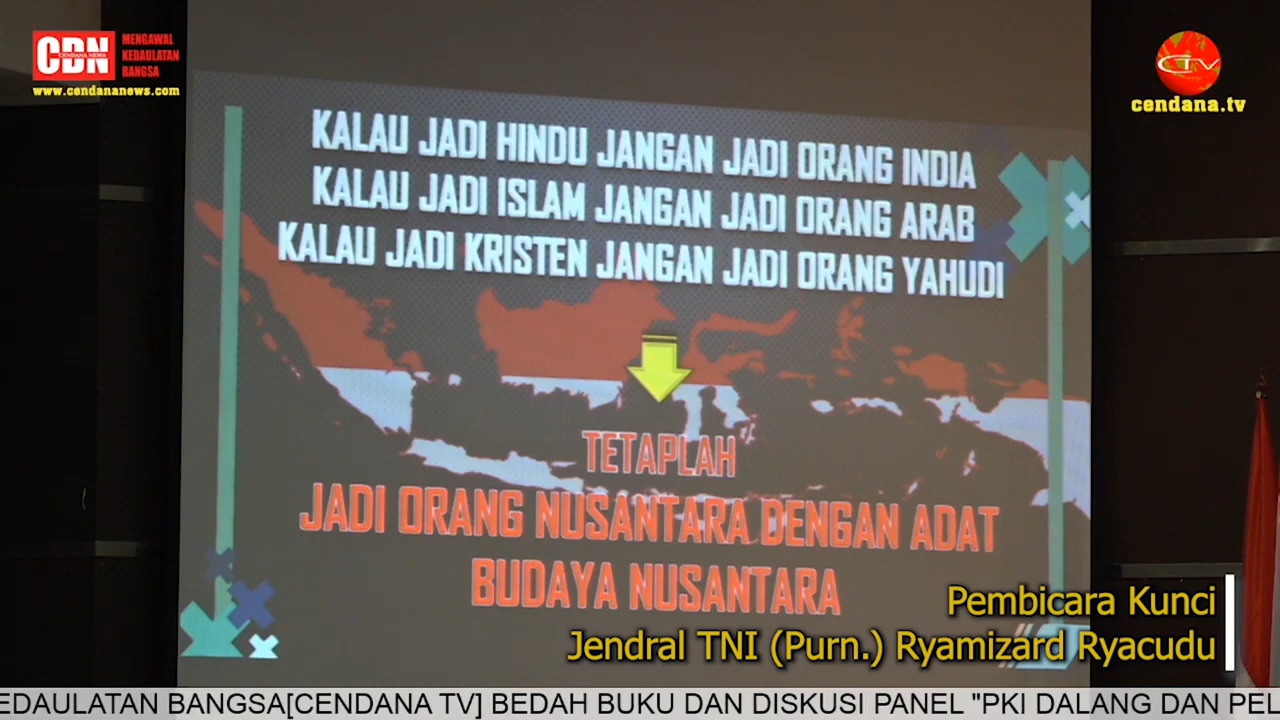 CDN
CENDANA NEWS
MENGAWAL
KEDAULATAN
BANGSA
www.cendananews.com
CTV
cendana.tv
KALAU JADI HINDU JANGAN JADI ORANG INDIA
KALAU JADI ISLAM JANGAN JADI ORANG ARAB
KALAU JADI KRISTEN JANGAN JADI ORANG YAHUDI
TETAPLAH
JADI ORANG NUSANTARA DENGAN ADAT
BUDAYA NUSANTARA
Pembicara Kunci
Jendral TNI (Purn.) Ryamizard Ryacudu
EDAULATAN BANGSA[CENDANA TV] BEDAH BUKU DAN DISKUSI PANEL "PKI DALANG DAN PEL